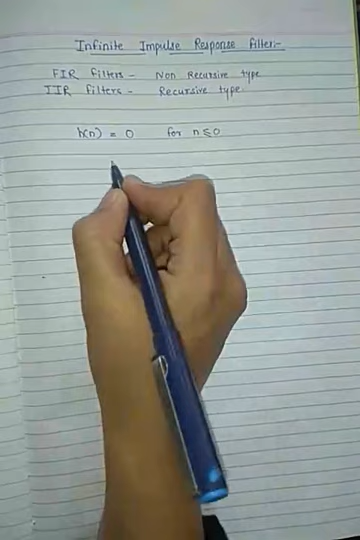 Infinite Impulse Response filter:-
FIR filters - Non Recursive type
IIR filters - Recursive type.
h(n) = 0 for n ≤ 0